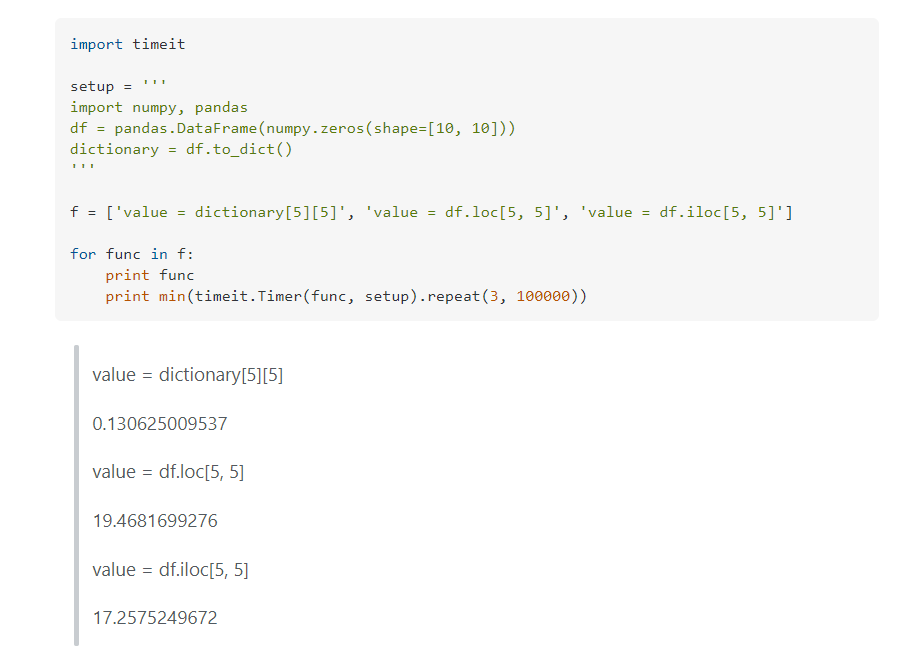 import timeit
setup = '''
import numpy, pandas
df = pandas.DataFrame(numpy.zeros(shape=[10, 10]))
dictionary = df.to_dict()
'''
f = ['value = dictionary[5][5]', 'value = df.loc[5, 5]', 'value = df.iloc[5, 5]']
for func in f:
    print func
    print min(timeit.Timer(func, setup).repeat(3, 100000))
value = dictionary[5][5]
0.130625009537
value = df.loc[5, 5]
19.4681699276
value = df.iloc[5, 5]
17.2575249672